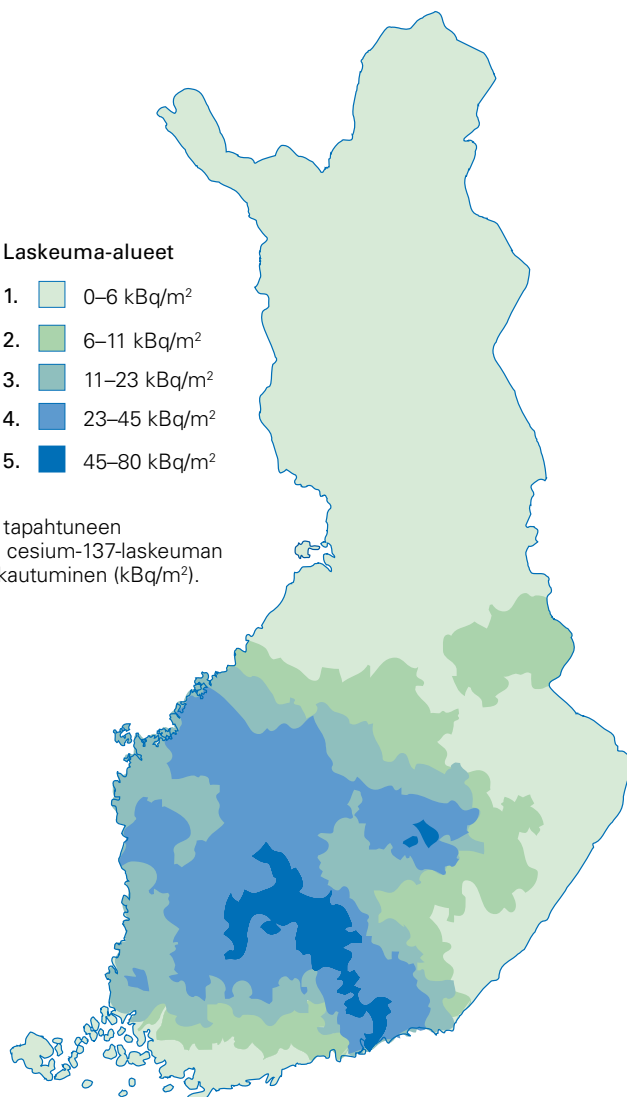 Laskeuma-alueet
1. 0–6 kBq/m²
2. 6–11 kBq/m²
3. 11–23 kBq/m²
4. 23–45 kBq/m²
5. 45–80 kBq/m²
tapahtuneen
cesium-137-laskeuman
kautuminen (kBq/m²).